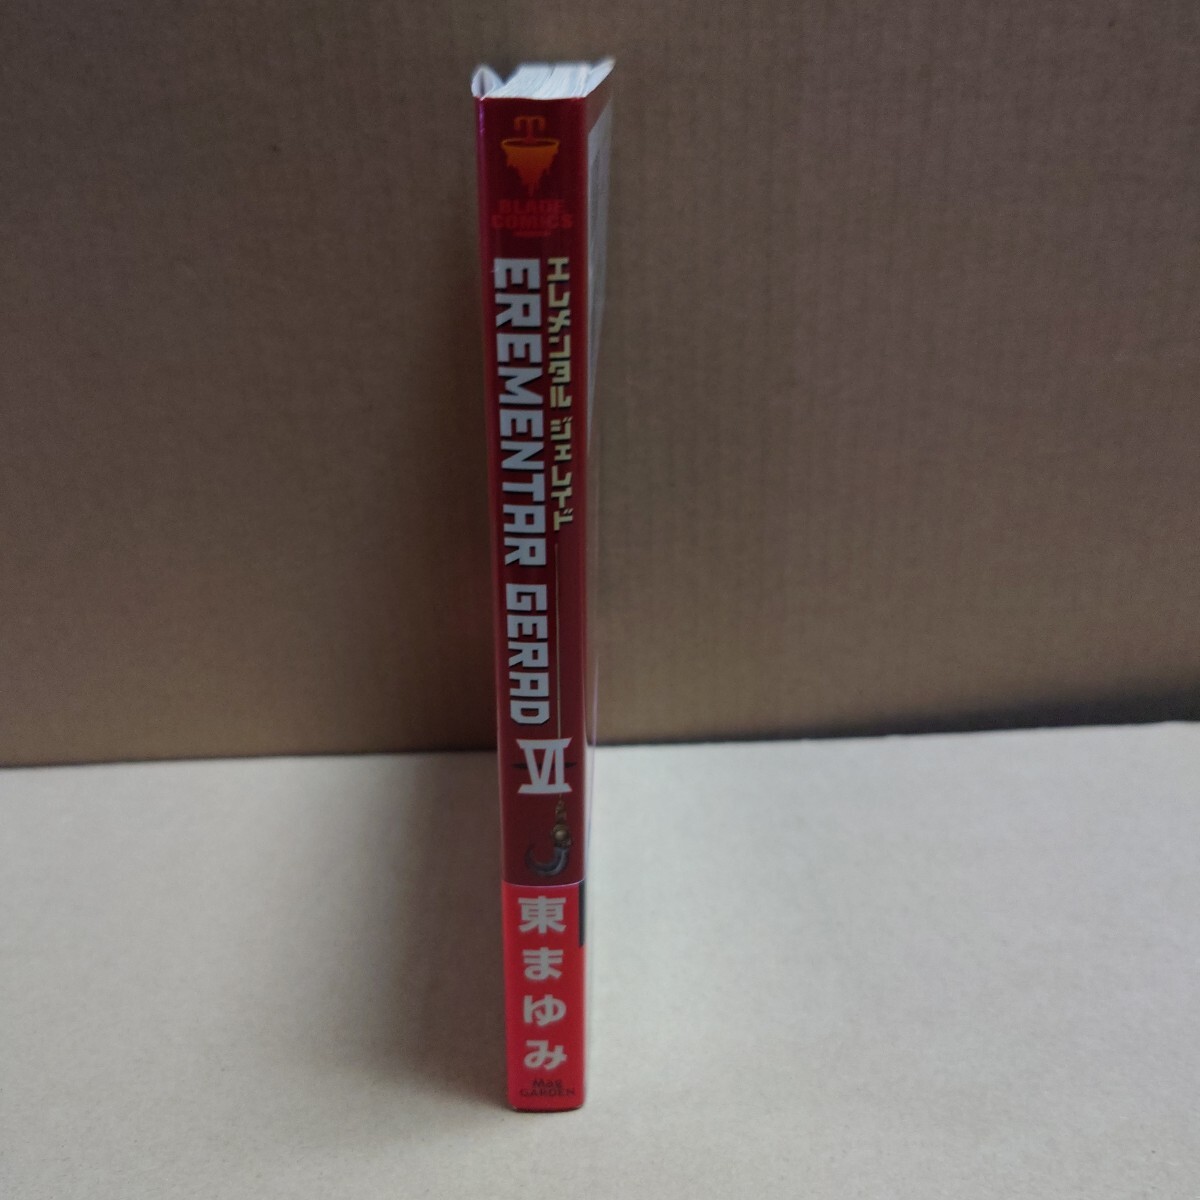 BLADE
COMICS
エレメンタル ジェレイド
EREMENTAR GERAD
VI
東まゆみ
MAG
GARDEN